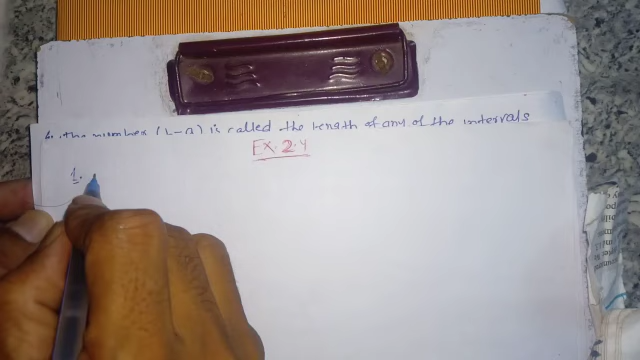 the number (b-a) is called the length of any of the intervals
Ex. 2.4
1.